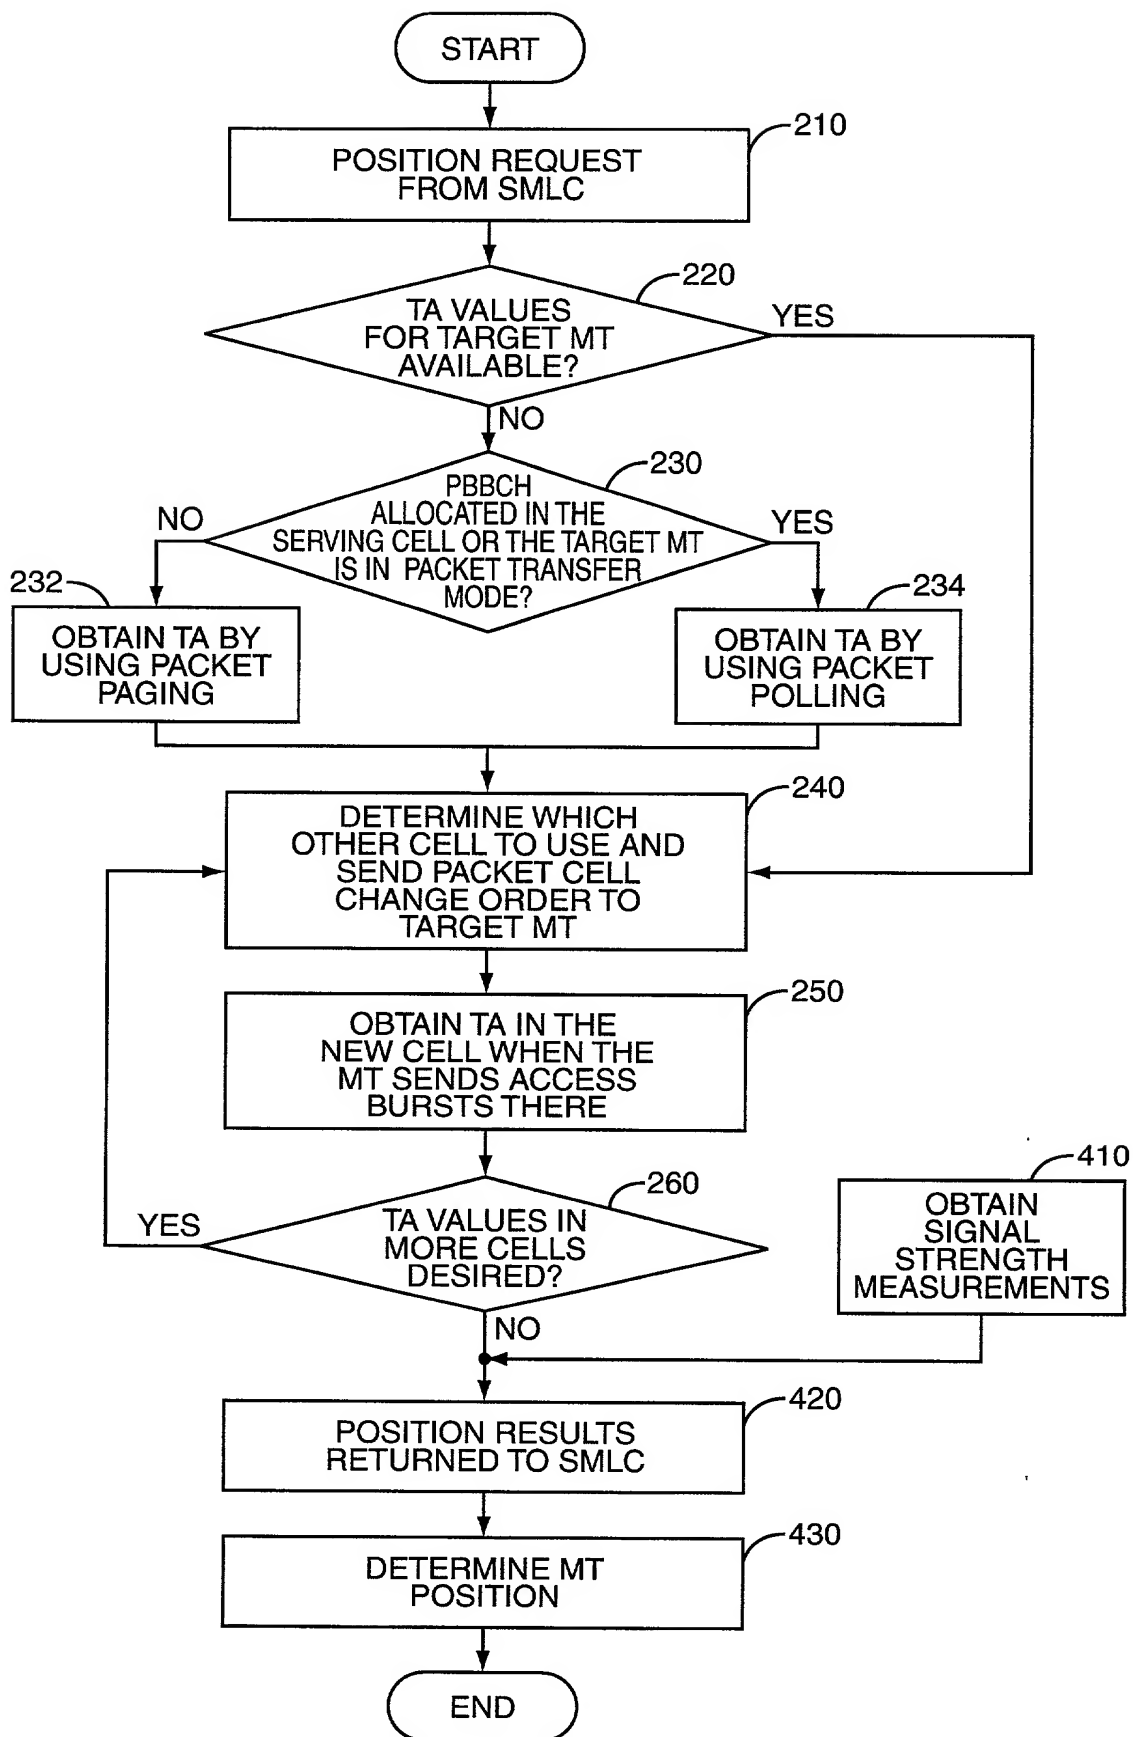 START
210
POSITION REQUEST
FROM SMLC
220
TA VALUES
FOR TARGET MT
AVAILABLE?
YES
NO
230
PBBCH
ALLOCATED IN THE
SERVING CELL OR THE TARGET MT
IS IN PACKET TRANSFER
MODE?
NO
YES
232
OBTAIN TA BY
USING PACKET
PAGING
234
OBTAIN TA BY
USING PACKET
POLLING
240
DETERMINE WHICH
OTHER CELL TO USE AND
SEND PACKET CELL
CHANGE ORDER TO
TARGET MT
250
OBTAIN TA IN THE
NEW CELL WHEN THE
MT SENDS ACCESS
BURSTS THERE
260
TA VALUES IN
MORE CELLS
DESIRED?
YES
NO
410
OBTAIN
SIGNAL
STRENGTH
MEASUREMENTS
420
POSITION RESULTS
RETURNED TO SMLC
430
DETERMINE MT
POSITION
END